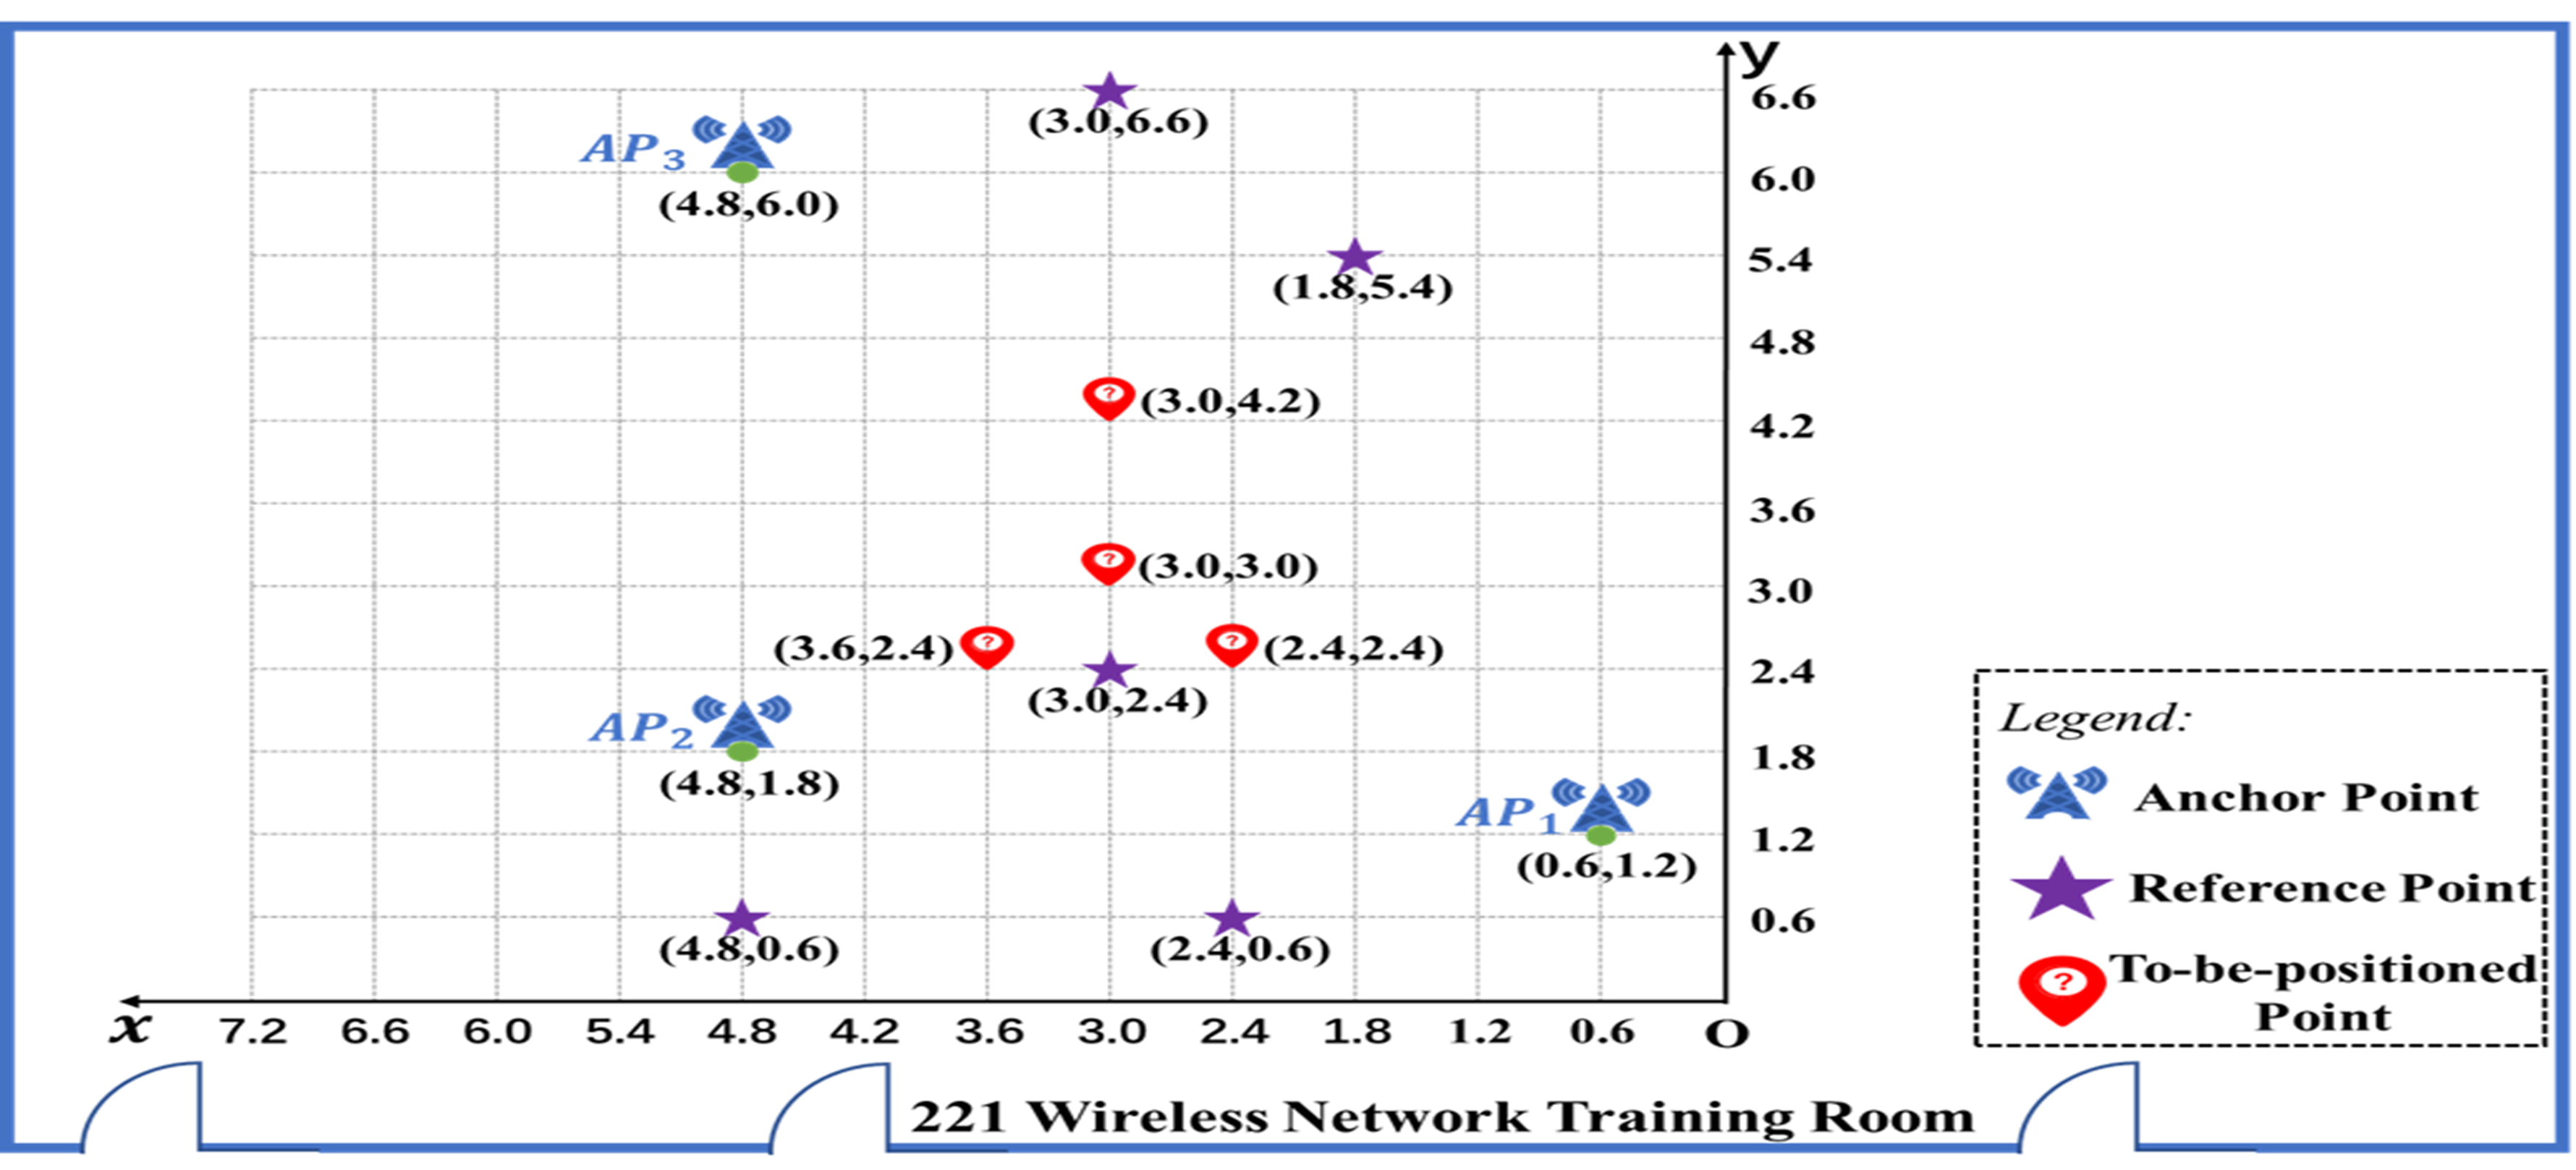 y
6.6
(3.0,6.6)
AP3
6.0
(4.8,6.0)
5.4
(1.8,5.4)
4.8
(3.0,4.2)
4.2
3.6
(3.0,3.0)
3.0
(3.6,2.4)
(2.4,2.4)
2.4
(3.0,2.4)
AP2
1.8
(4.8,1.8)
AP1
1.2
(0.6,1.2)
0.6
(4.8,0.6)
(2.4,0.6)
x 7.2 6.6 6.0 5.4 4.8 4.2 3.6 3.0 2.4 1.8 1.2 0.6 O
Legend:
Anchor Point
Reference Point
? To-be-positioned
Point
?
?
?
?
221 Wireless Network Training Room